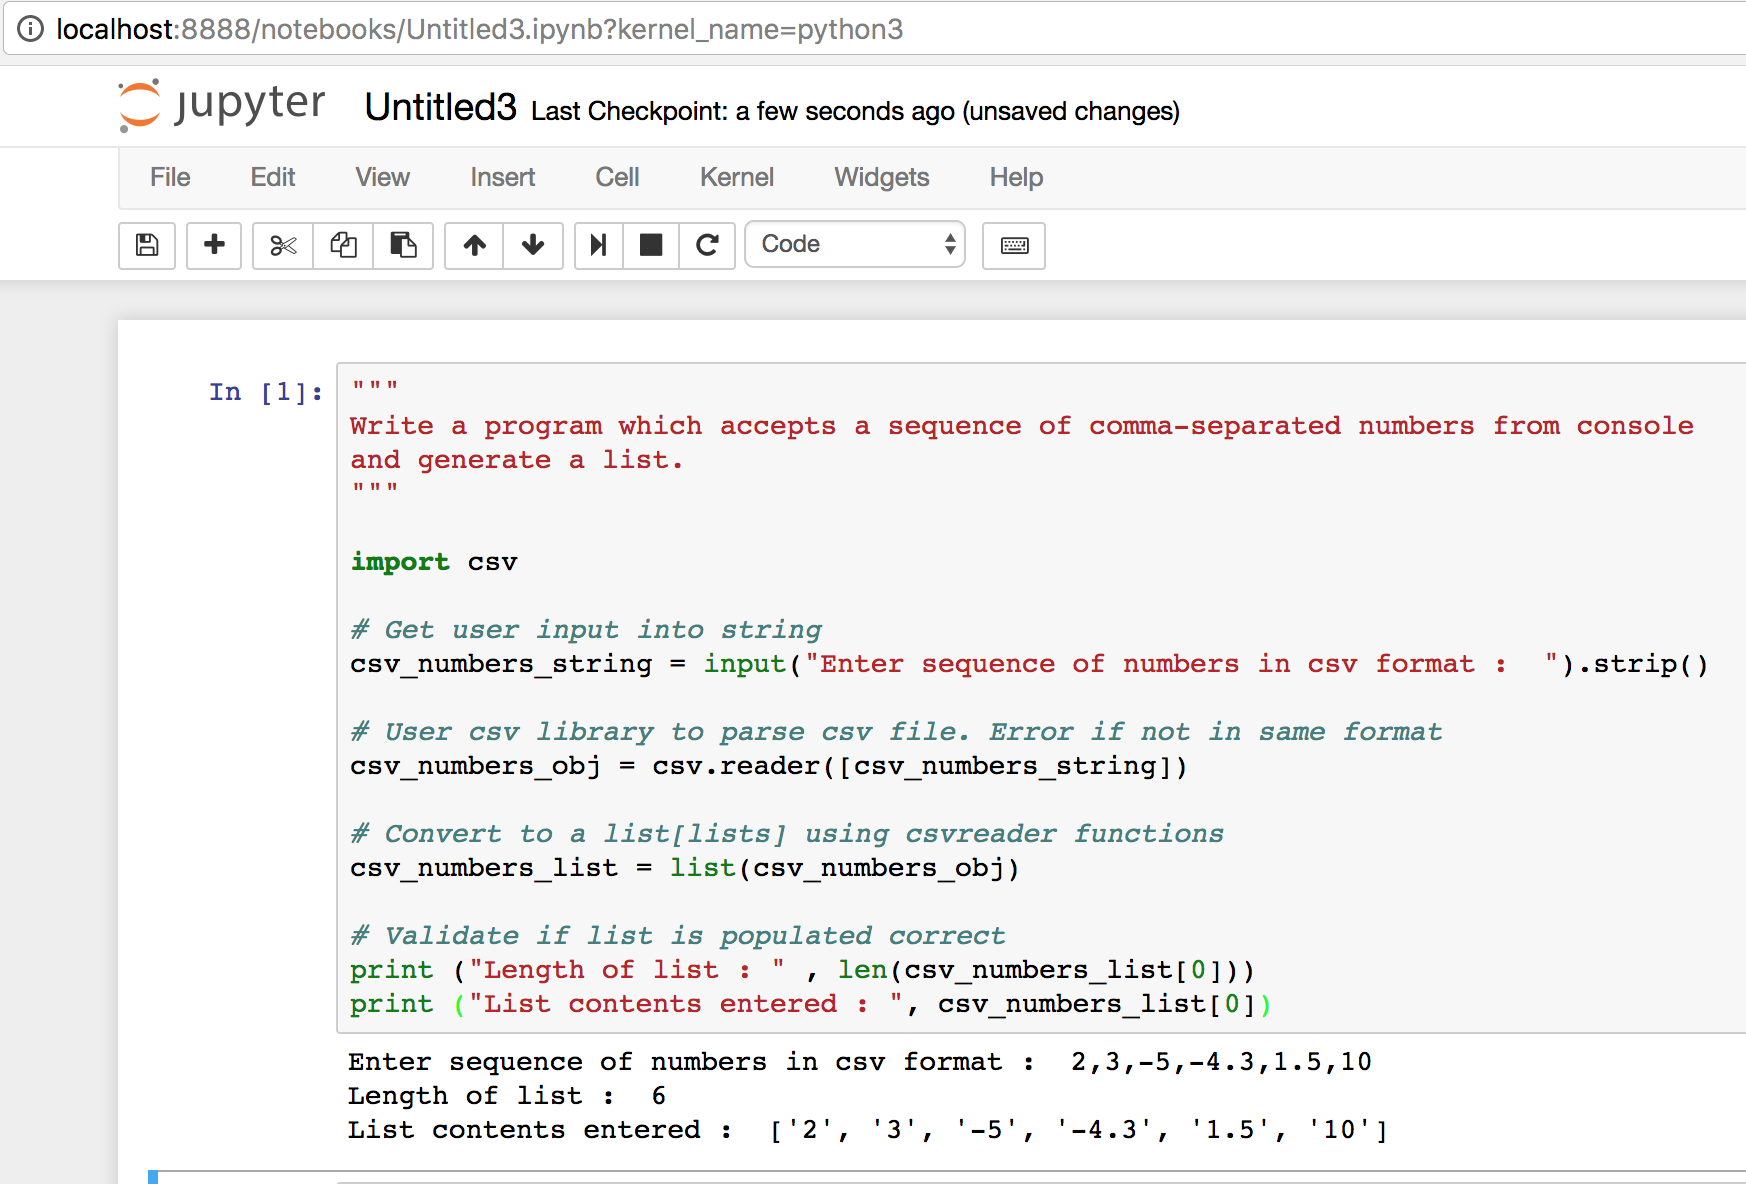 localhost:8888/notebooks/Untitled3.ipynb?kernel_name=python3
jupyter Untitled3 Last Checkpoint: a few seconds ago (unsaved changes)
File Edit View Insert Cell Kernel Widgets Help
Code
In [1]: """
Write a program which accepts a sequence of comma-separated numbers from console
and generate a list.
"""
import csv
# Get user input into string
csv_numbers_string = input("Enter sequence of numbers in csv format :  ").strip()
# User csv library to parse csv file. Error if not in same format
csv_numbers_obj = csv.reader([csv_numbers_string])
# Convert to a list[lists] using csvreader functions
csv_numbers_list = list(csv_numbers_obj)
# Validate if list is populated correct
print ("Length of list : " , len(csv_numbers_list[0]))
print ("List contents entered : ", csv_numbers_list[0])
Enter sequence of numbers in csv format :  2,3,-5,-4.3,1.5,10
Length of list :  6
List contents entered :  ['2', '3', '-5', '-4.3', '1.5', '10']